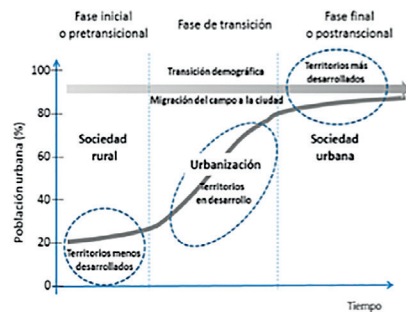 Fase inicial
o pretransicional
Fase de transición
Fase final
o postranscional
Población urbana (%)
100
80
60
40
20
0
Transición demográfica
Migración del campo a la ciudad
Territorios más
desarrollados
Sociedad
rural
Urbanización
Territorios
en desarrollo
Sociedad
urbana
Territorios menos
desarrollados
Tiempo